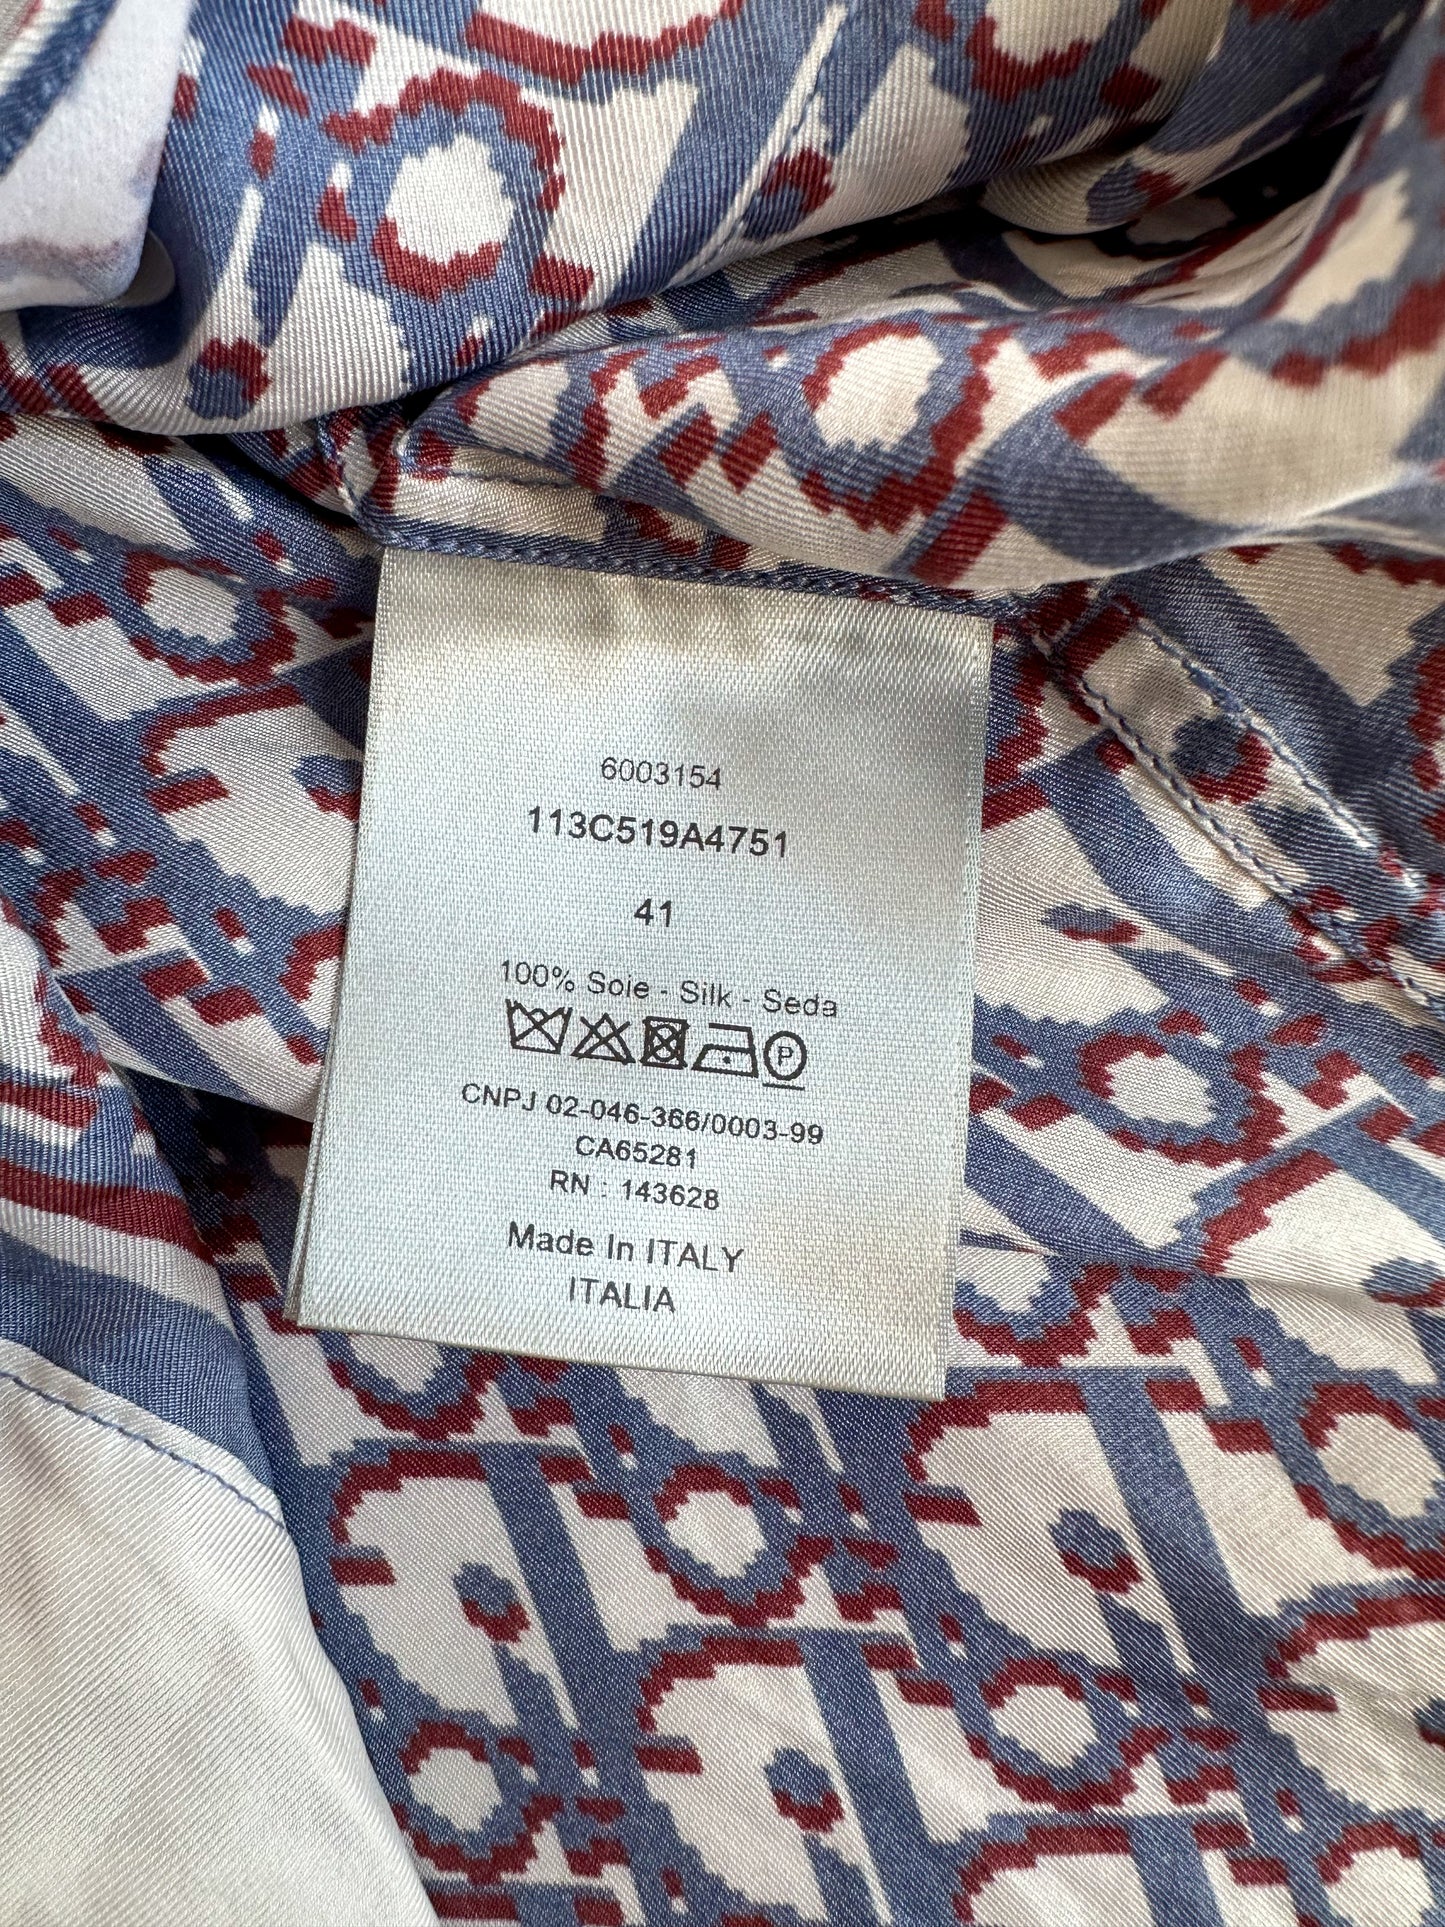 6003154
113C519A4751
41
100% Soie - Silk - Seda
P
CNPJ 02-046-366/0003-99
CA65281
RN : 143628
Made In ITALY
ITALIA